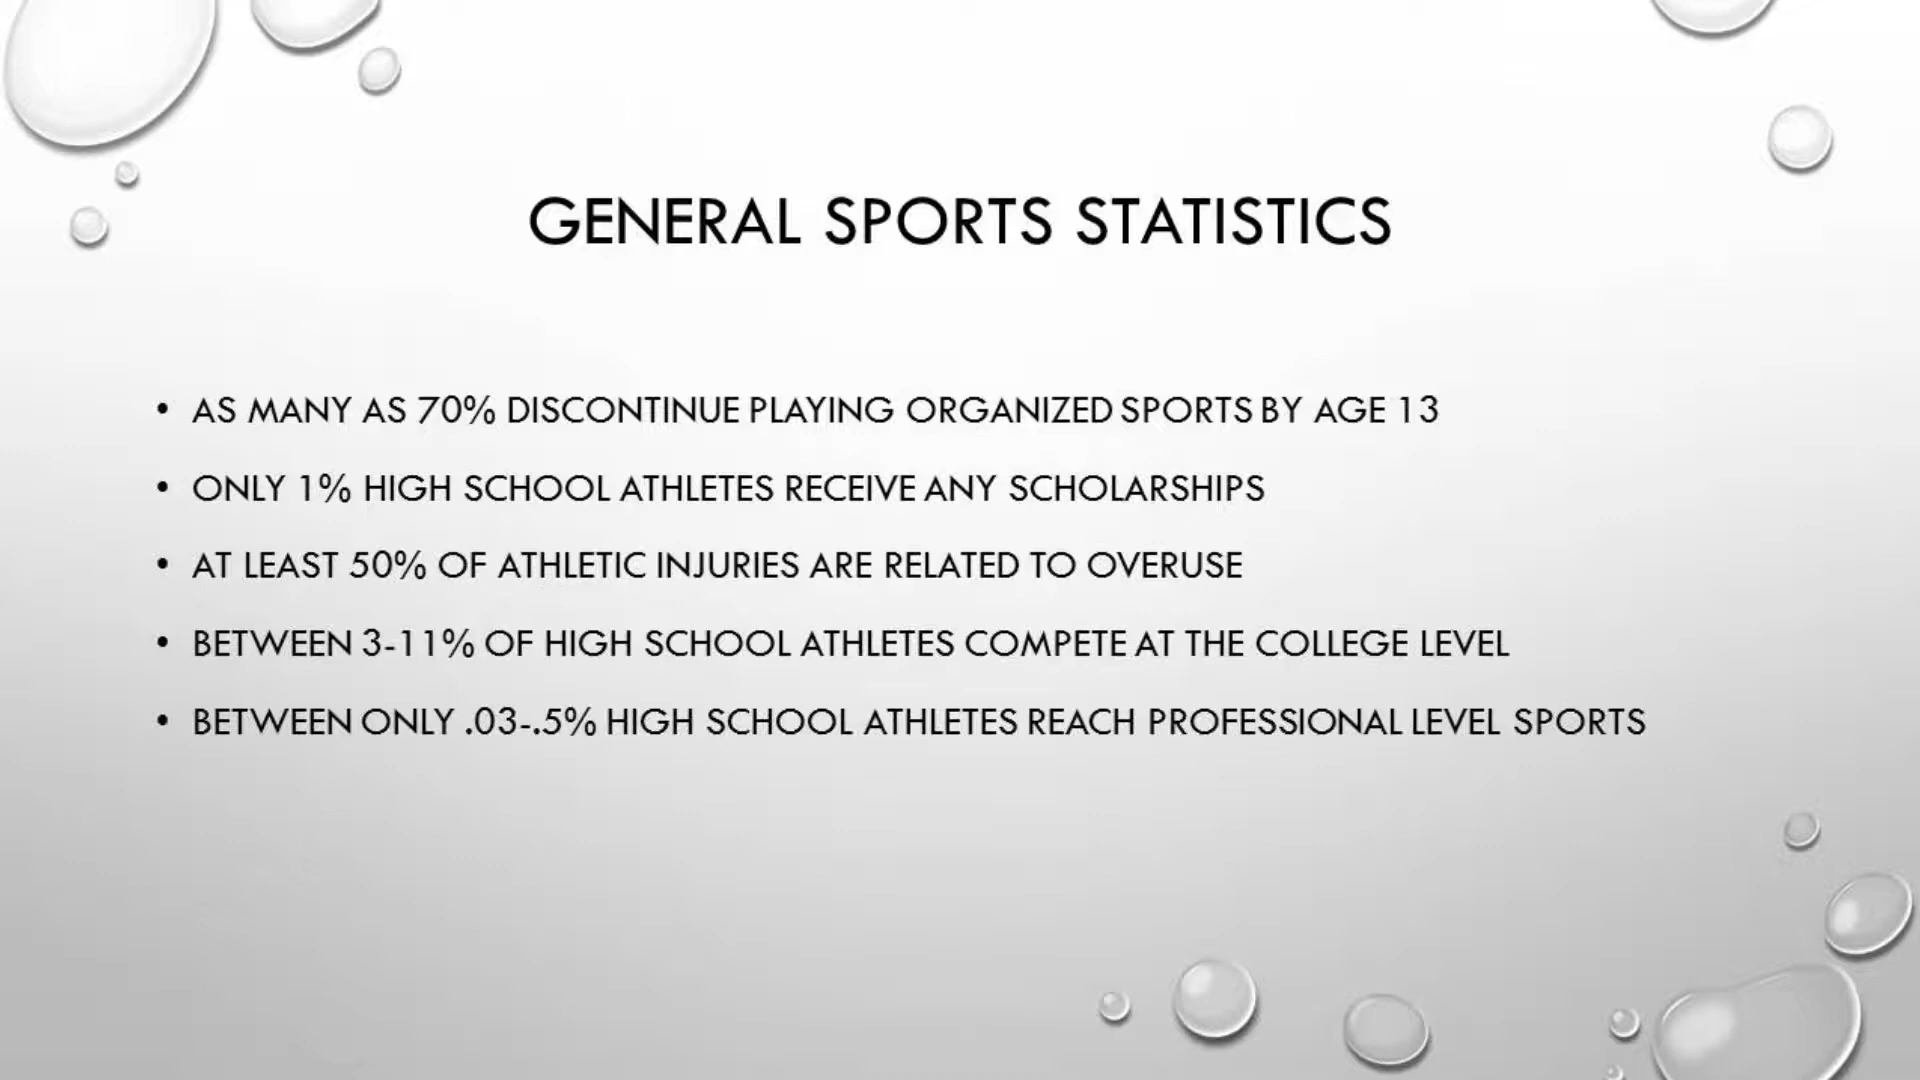 GENERAL SPORTS STATISTICS
• AS MANY AS 70% DISCONTINUE PLAYING ORGANIZED SPORTS BY AGE 13
• ONLY 1% HIGH SCHOOL ATHLETES RECEIVE ANY SCHOLARSHIPS
• AT LEAST 50% OF ATHLETIC INJURIES ARE RELATED TO OVERUSE
• BETWEEN 3-11% OF HIGH SCHOOL ATHLETES COMPETE AT THE COLLEGE LEVEL
• BETWEEN ONLY .03-.5% HIGH SCHOOL ATHLETES REACH PROFESSIONAL LEVEL SPORTS